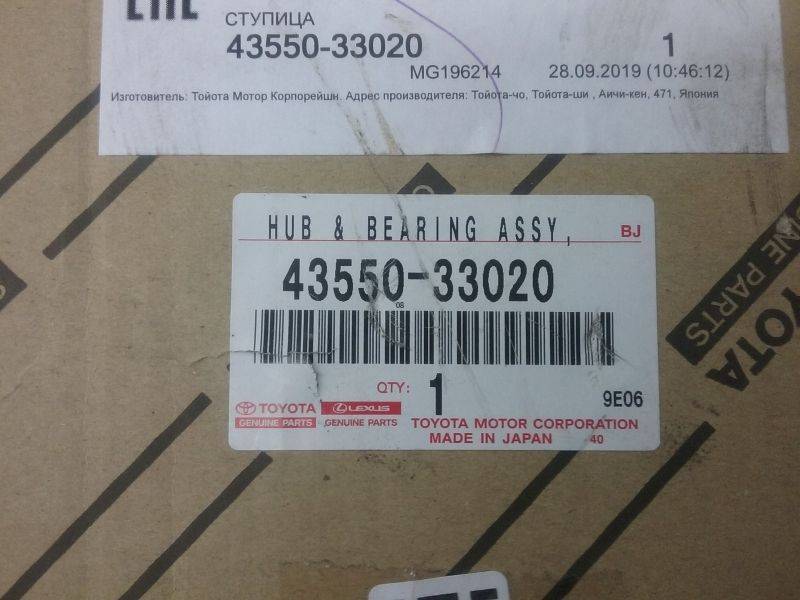 ЕАС
СТУПИЦА
43550-33020 1
MG196214 28.09.2019 (10:46:12)
Изготовитель: Тойота Мотор Корпорейшн. Адрес производителя: Тойота-чо, Тойота-ши , Аичи-кен, 471, Япония
HUB & BEARING ASSY, BJ
43550-33020
08
QTY: 1 9E06
TOYOTA LEXUS
GENUINE PARTS GENUINE PARTS
TOYOTA MOTOR CORPORATION
MADE IN JAPAN 40
TOYOTA
GENUINE PARTS